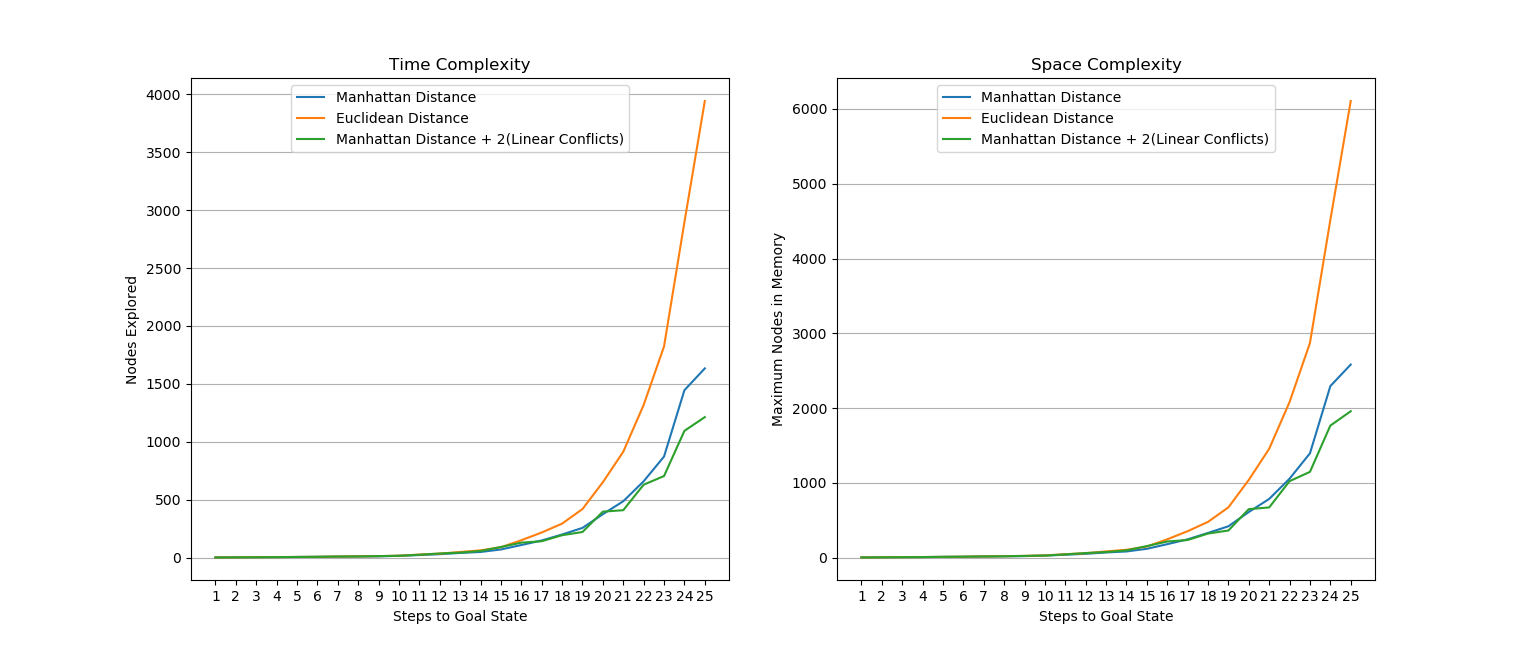 Time Complexity
Manhattan Distance
Euclidean Distance
Manhattan Distance + 2(Linear Conflicts)
4000
3500
3000
2500
2000
1500
1000
500
0
Nodes Explored
1 2 3 4 5 6 7 8 9 10 11 12 13 14 15 16 17 18 19 20 21 22 23 24 25
Steps to Goal State
Space Complexity
Manhattan Distance
Euclidean Distance
Manhattan Distance + 2(Linear Conflicts)
6000
5000
4000
3000
2000
1000
0
Maximum Nodes in Memory
1 2 3 4 5 6 7 8 9 10 11 12 13 14 15 16 17 18 19 20 21 22 23 24 25
Steps to Goal State